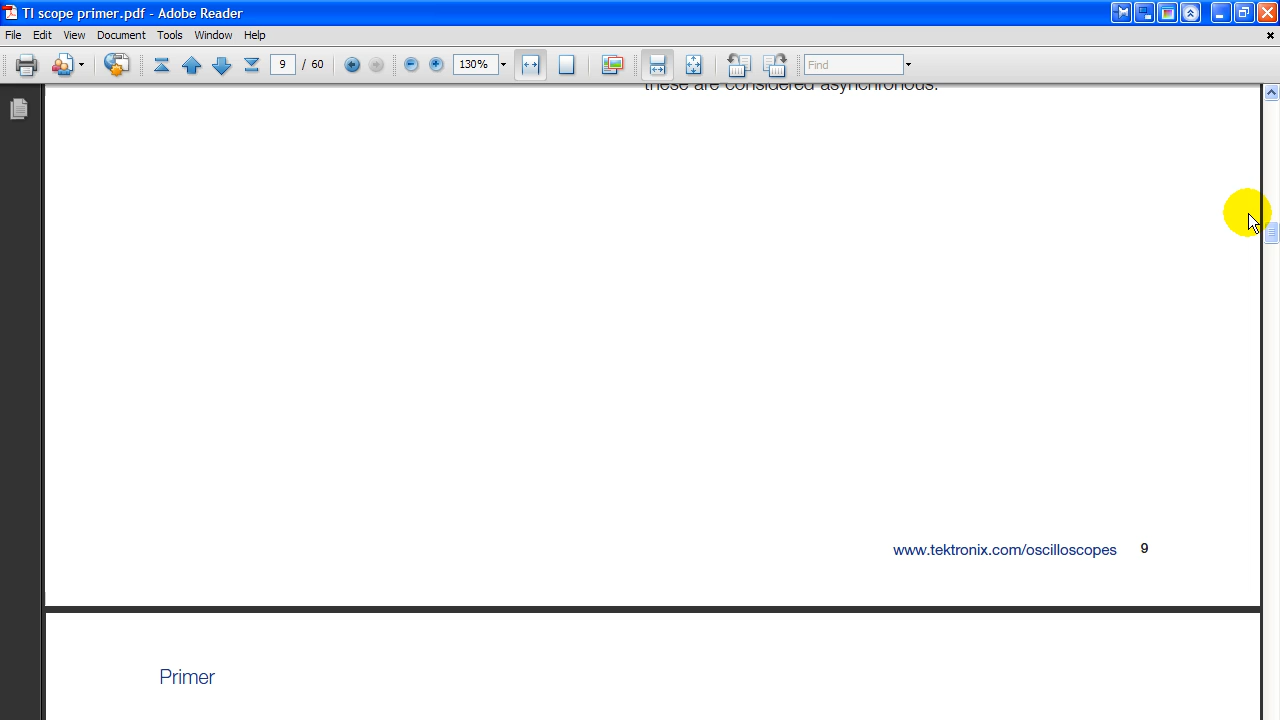 TI scope primer.pdf - Adobe Reader
File Edit View Document Tools Window Help
9 / 60 130% Find
these are considered asynchronous.
www.tektronix.com/oscilloscopes 9
Primer